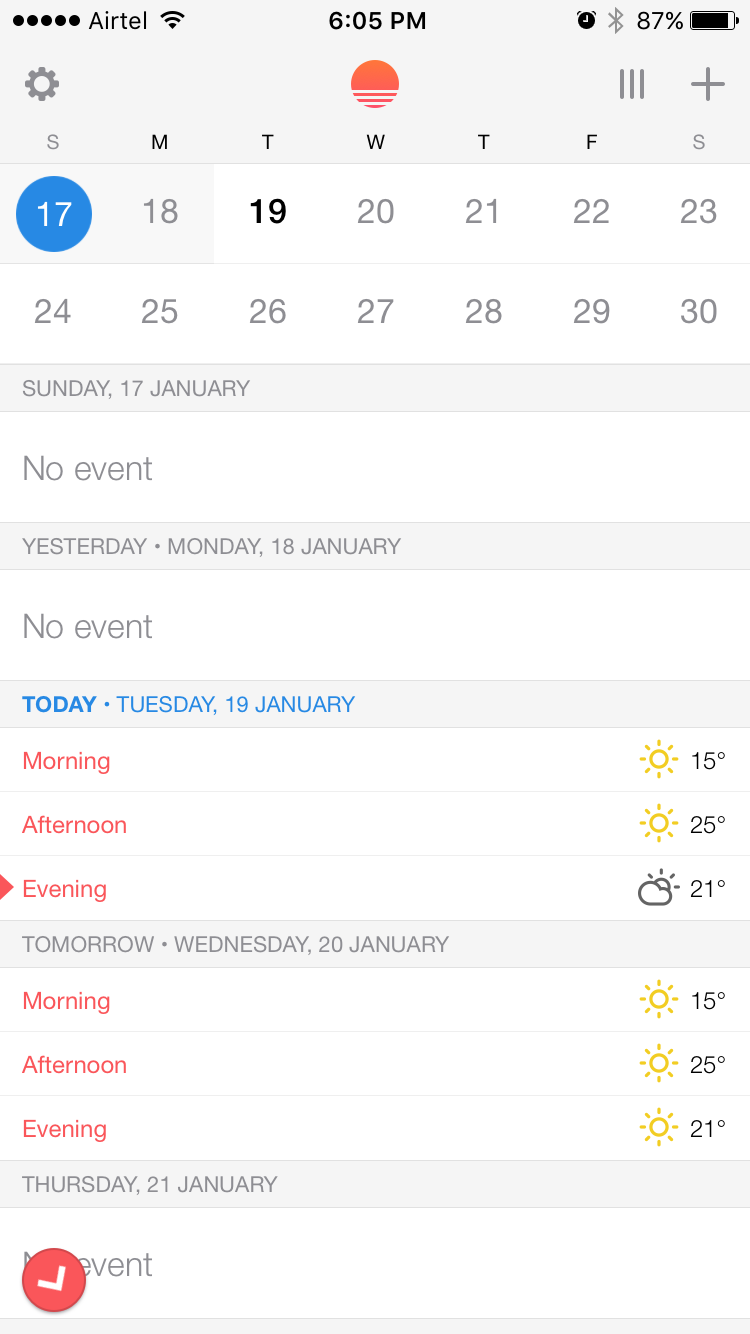 Airtel 6:05 PM 87%
S M T W T F S
17 18 19 20 21 22 23
24 25 26 27 28 29 30
SUNDAY, 17 JANUARY
No event
YESTERDAY • MONDAY, 18 JANUARY
No event
TODAY • TUESDAY, 19 JANUARY
Morning 15°
Afternoon 25°
Evening 21°
TOMORROW • WEDNESDAY, 20 JANUARY
Morning 15°
Afternoon 25°
Evening 21°
THURSDAY, 21 JANUARY
event